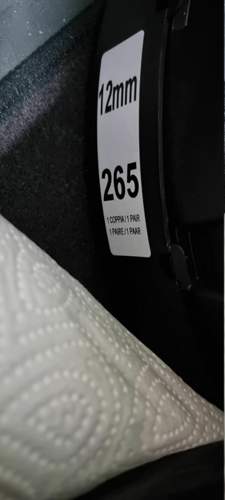 12mm
265
1 COPPIA / 1 PAIR
1 PAIRE / 1 PAAR